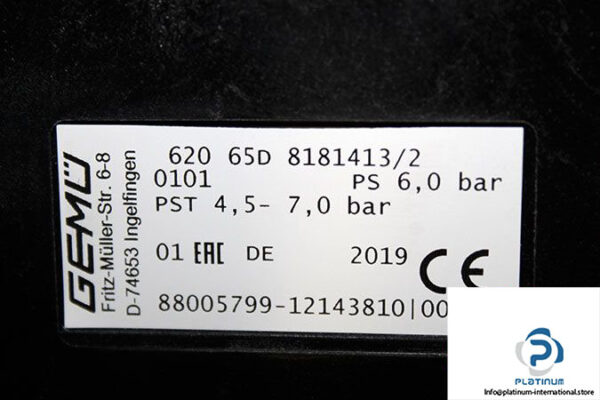 GEMÜ
Fritz-Müller-Str. 6-8
D-74653 Ingelfingen
620 65D 8181413/2
0101 PS 6,0 bar
PST 4,5- 7,0 bar
01 EAC DE 2019 CE
88005799-12143810|00
PLATINUM
platinum-international.store